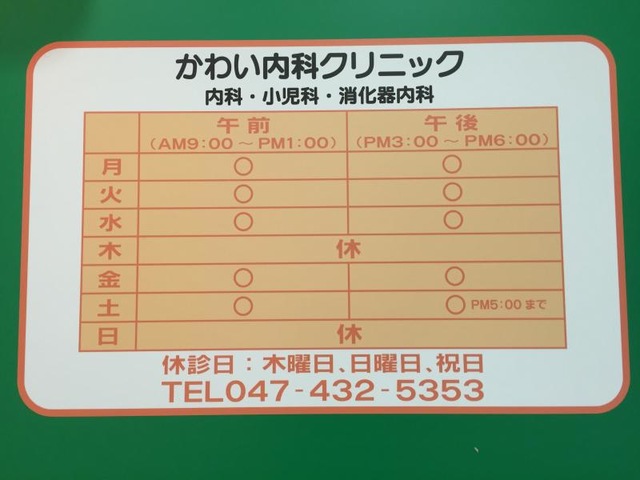 かわい内科クリニック
内科・小児科・消化器内科
午前 午後
(AM9:00～PM1:00) (PM3:00～PM6:00)
月 ○ ○
火 ○ ○
水 ○ ○
木 休
金 ○ ○
土 ○ ○PM5:00まで
日 休
休診日：木曜日、日曜日、祝日
TEL047-432-5353